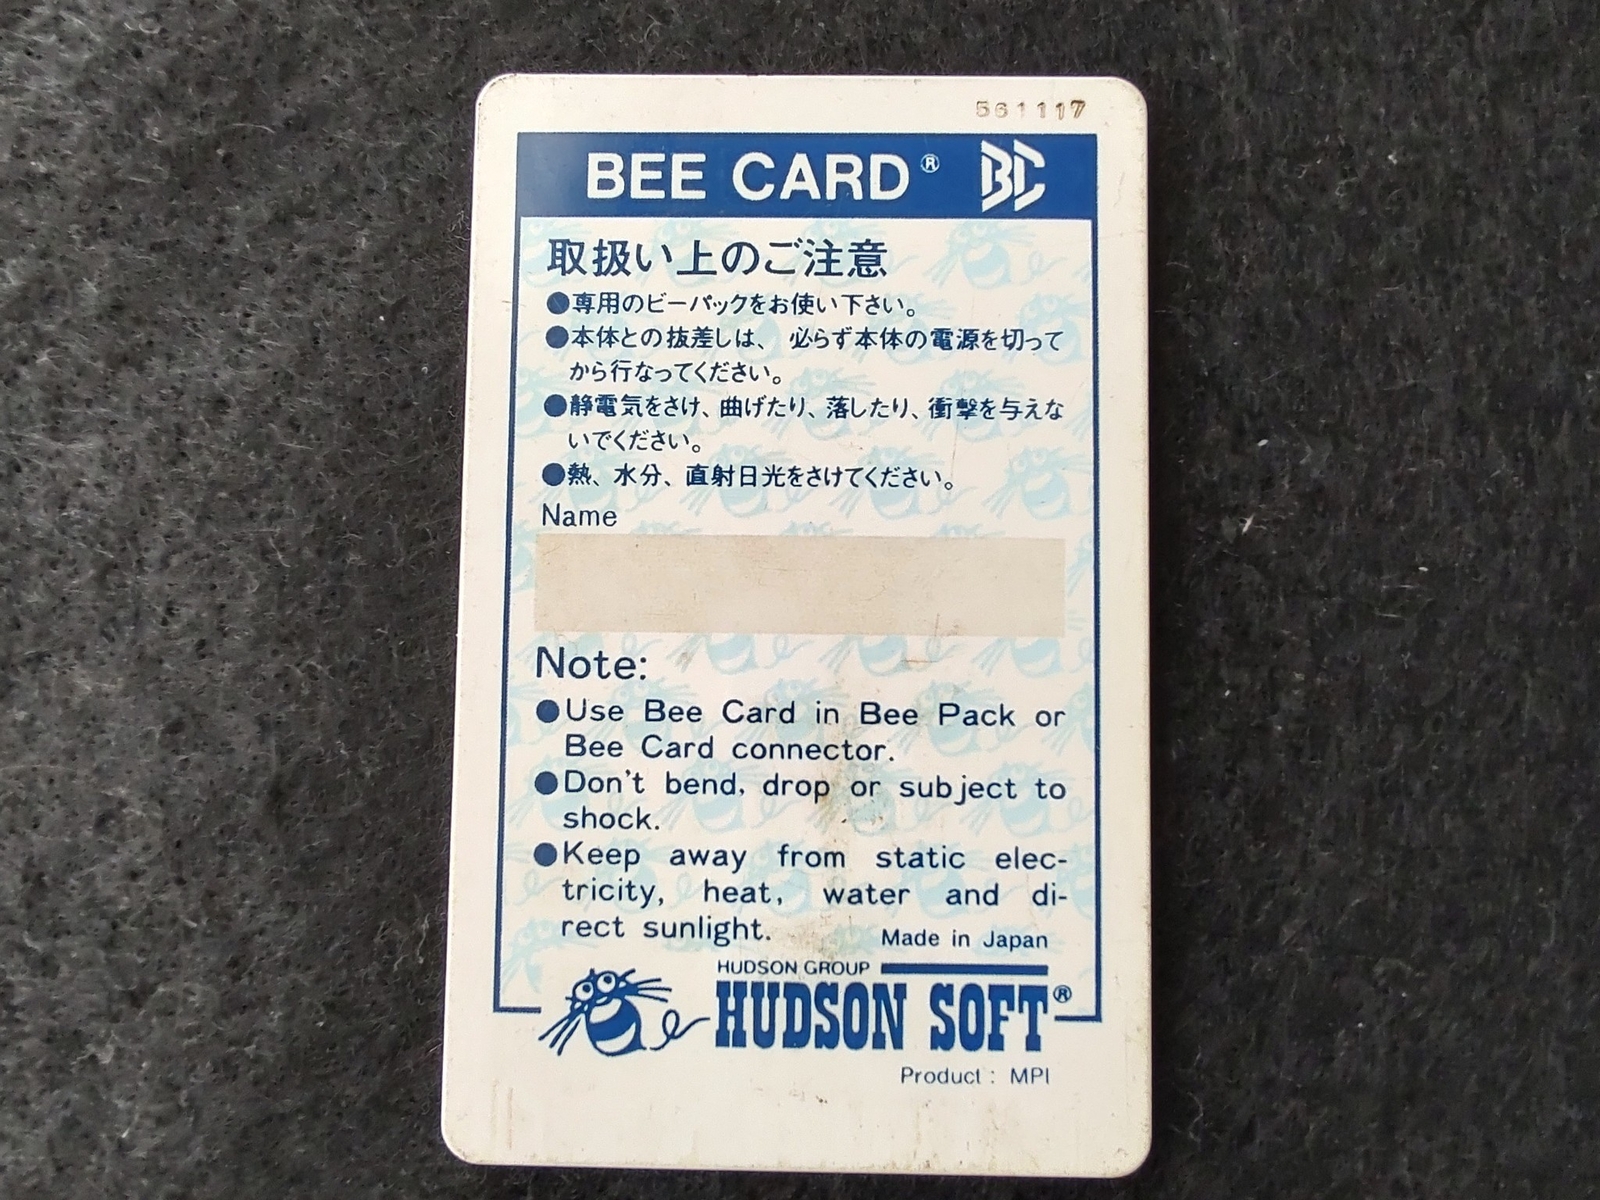 561117
BEE CARD® BC
取扱い上のご注意
●専用のビーパックをお使い下さい。
●本体との抜差しは、必らず本体の電源を切って
から行なってください。
●静電気をさけ、曲げたり、落したり、衝撃を与えな
いでください。
●熱、水分、直射日光をさけてください。
Name
Note:
●Use Bee Card in Bee Pack or
Bee Card connector.
●Don't bend, drop or subject to
shock.
●Keep away from static elec-
tricity, heat, water and di-
rect sunlight.
Made in Japan
HUDSON GROUP
HUDSON SOFT®
Product : MPI